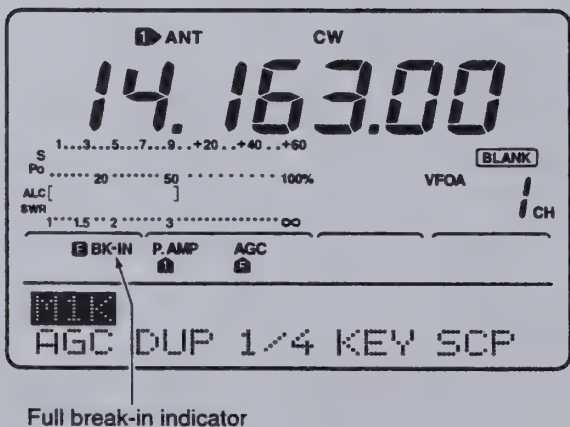 1 ANT CW
14.163.00
S 1...3...5...7...9..+20..+40..+60
BLANK
Po 20 50 100%
VFOA
ALC [ ]
1 CH
SWR 1 1.5 2 3 ∞
F BK-IN P.AMP AGC
1 F
M1K
AGC DUP 1/4 KEY SCP
Full break-in indicator